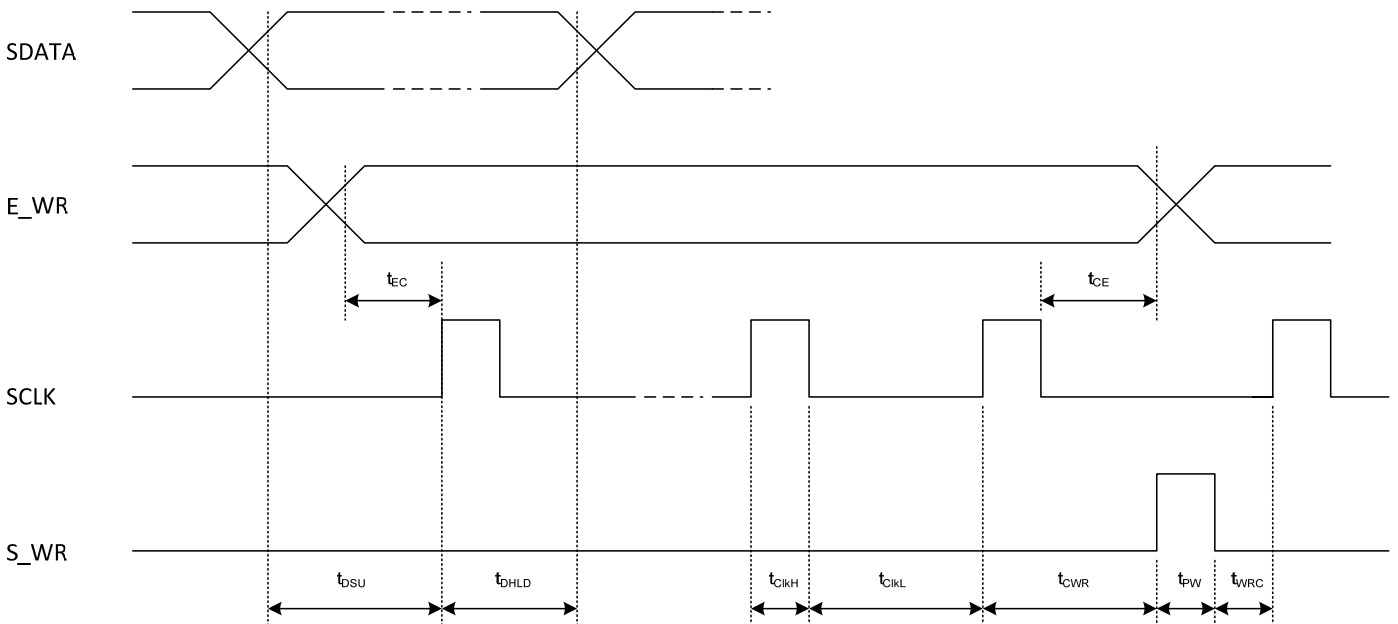 SDATA
E_WR
tEC
tCE
SCLK
S_WR
tDSU
tDHLD
tClkH
tClkL
tCWR
tPW
tWRC